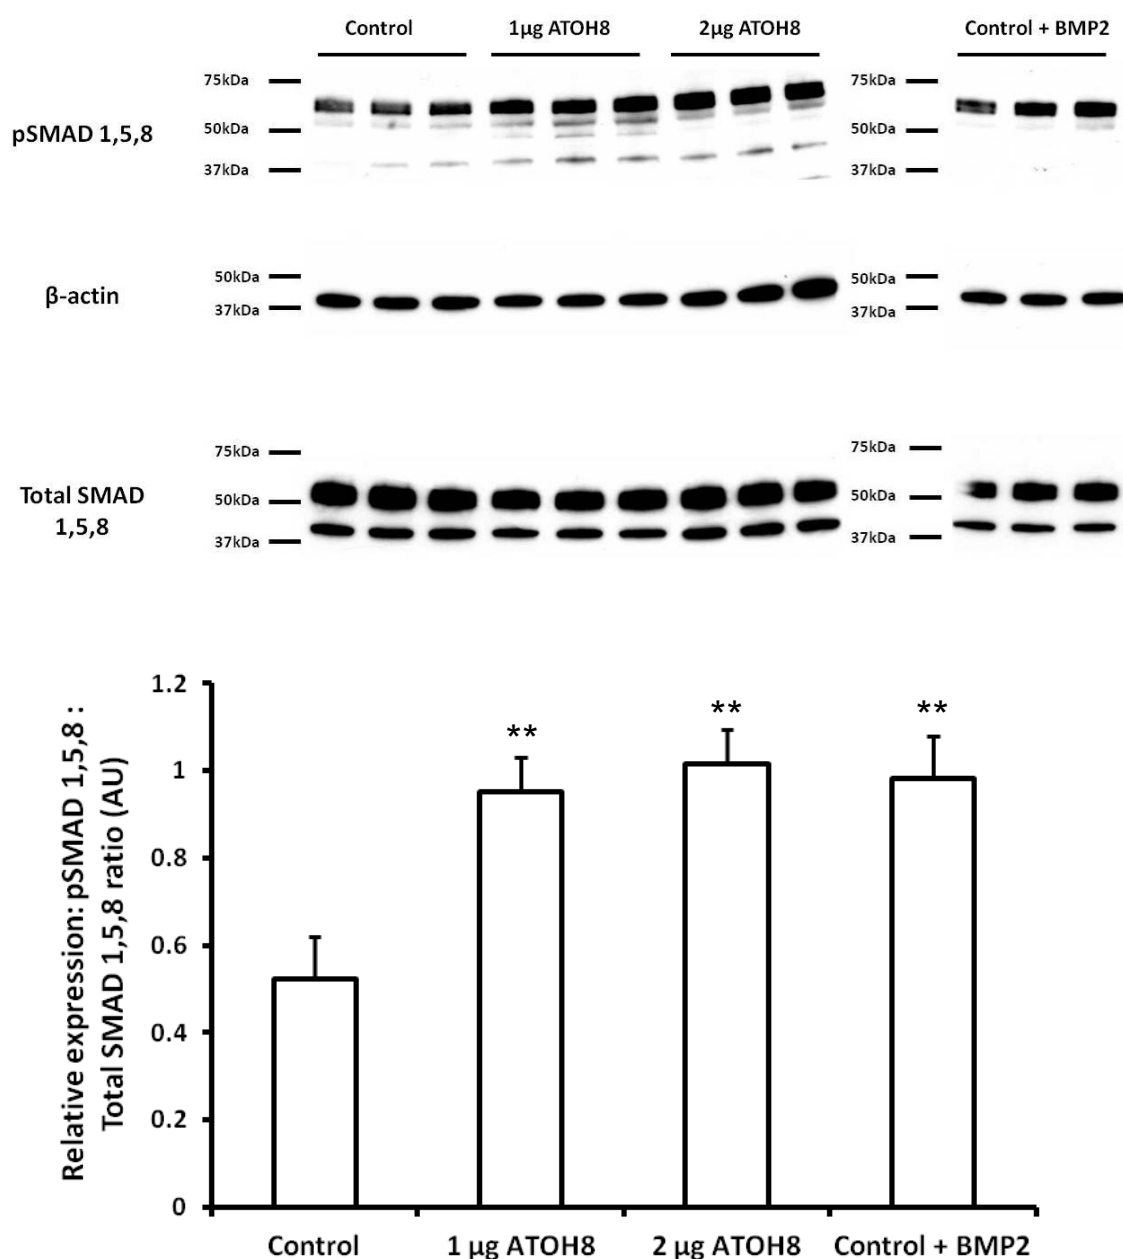 Control 1µg ATOH8 2µg ATOH8 Control + BMP2
75kDa 75kDa
pSMAD 1,5,8 50kDa 50kDa
37kDa 37kDa
50kDa 50kDa
β-actin
37kDa 37kDa
75kDa 75kDa
Total SMAD
1,5,8
50kDa 50kDa
37kDa 37kDa
Relative expression: pSMAD 1,5,8 :
Total SMAD 1,5,8 ratio (AU)
1.2
1
0.8
0.6
0.4
0.2
0
** ** **
Control 1 µg ATOH8 2 µg ATOH8 Control + BMP2